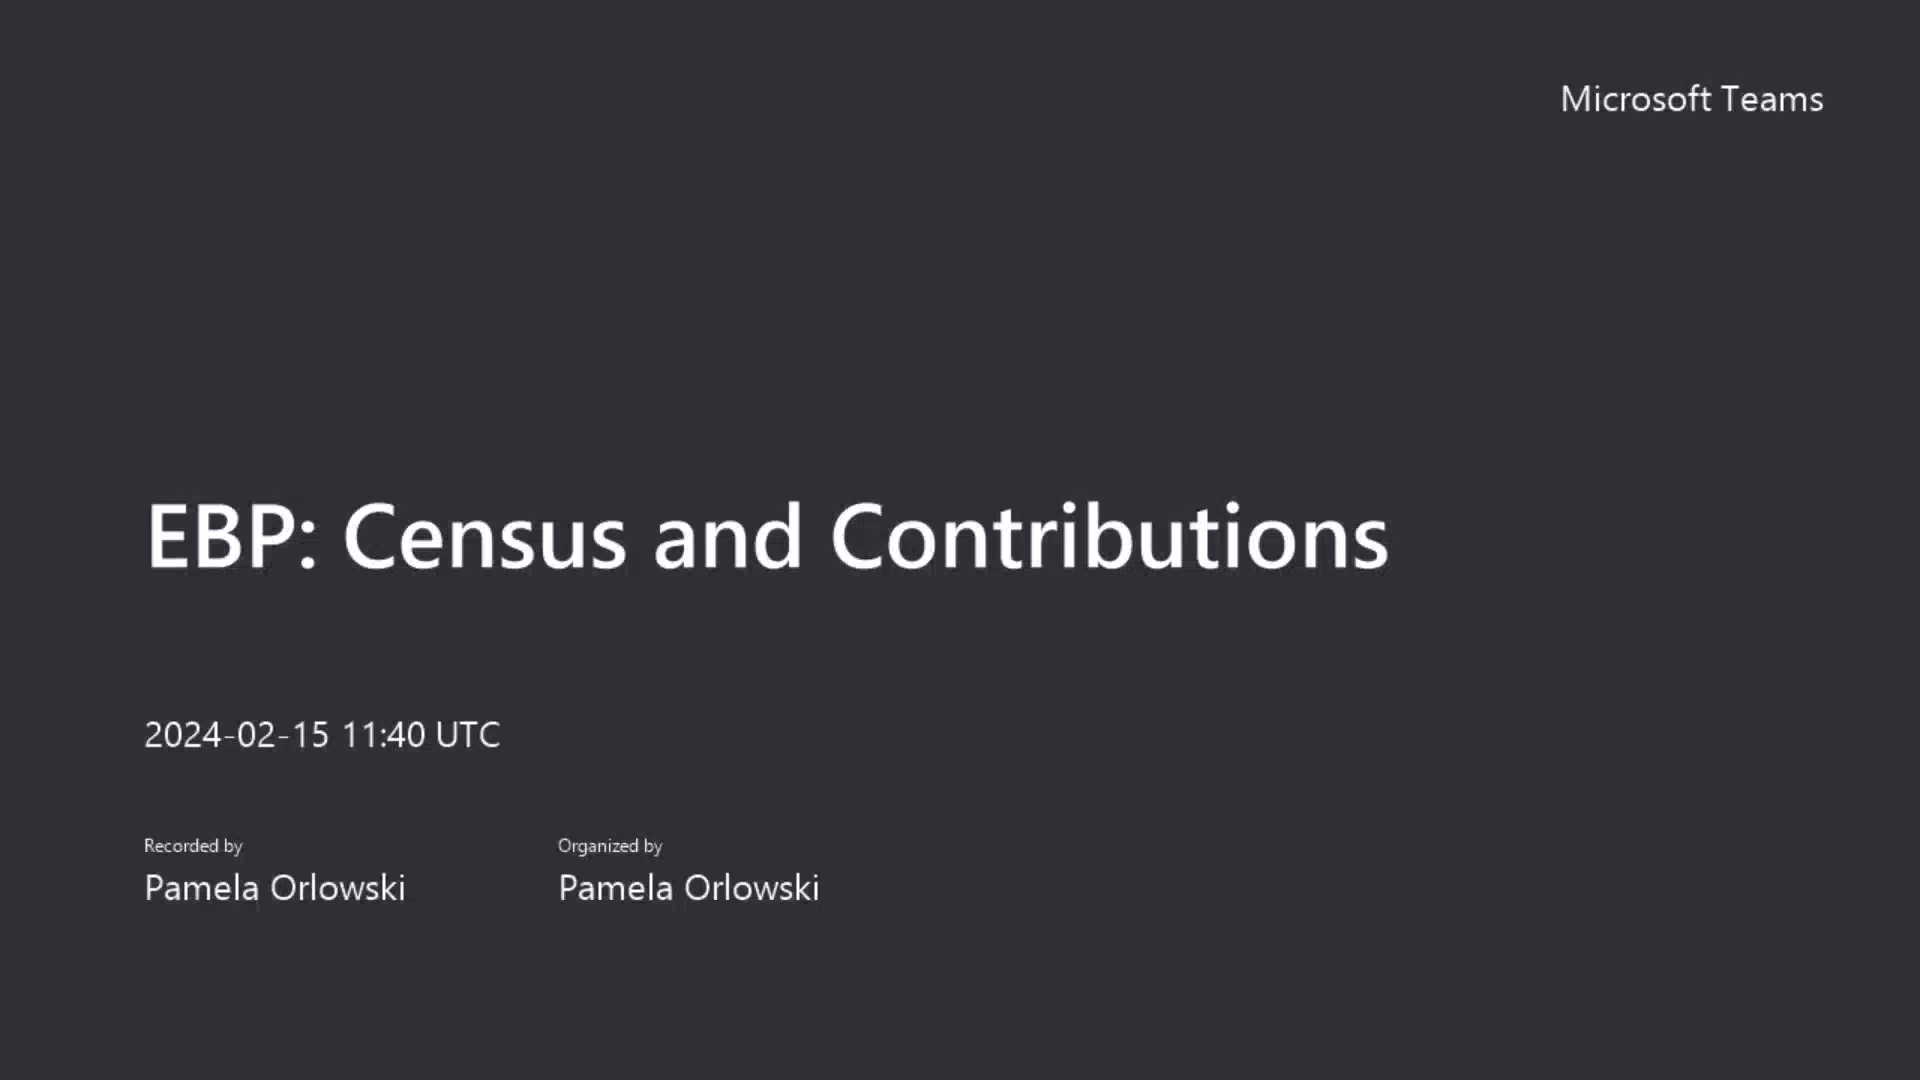 Microsoft Teams
EBP: Census and Contributions
2024-02-15 11:40 UTC
Recorded by
Pamela Orlowski
Organized by
Pamela Orlowski